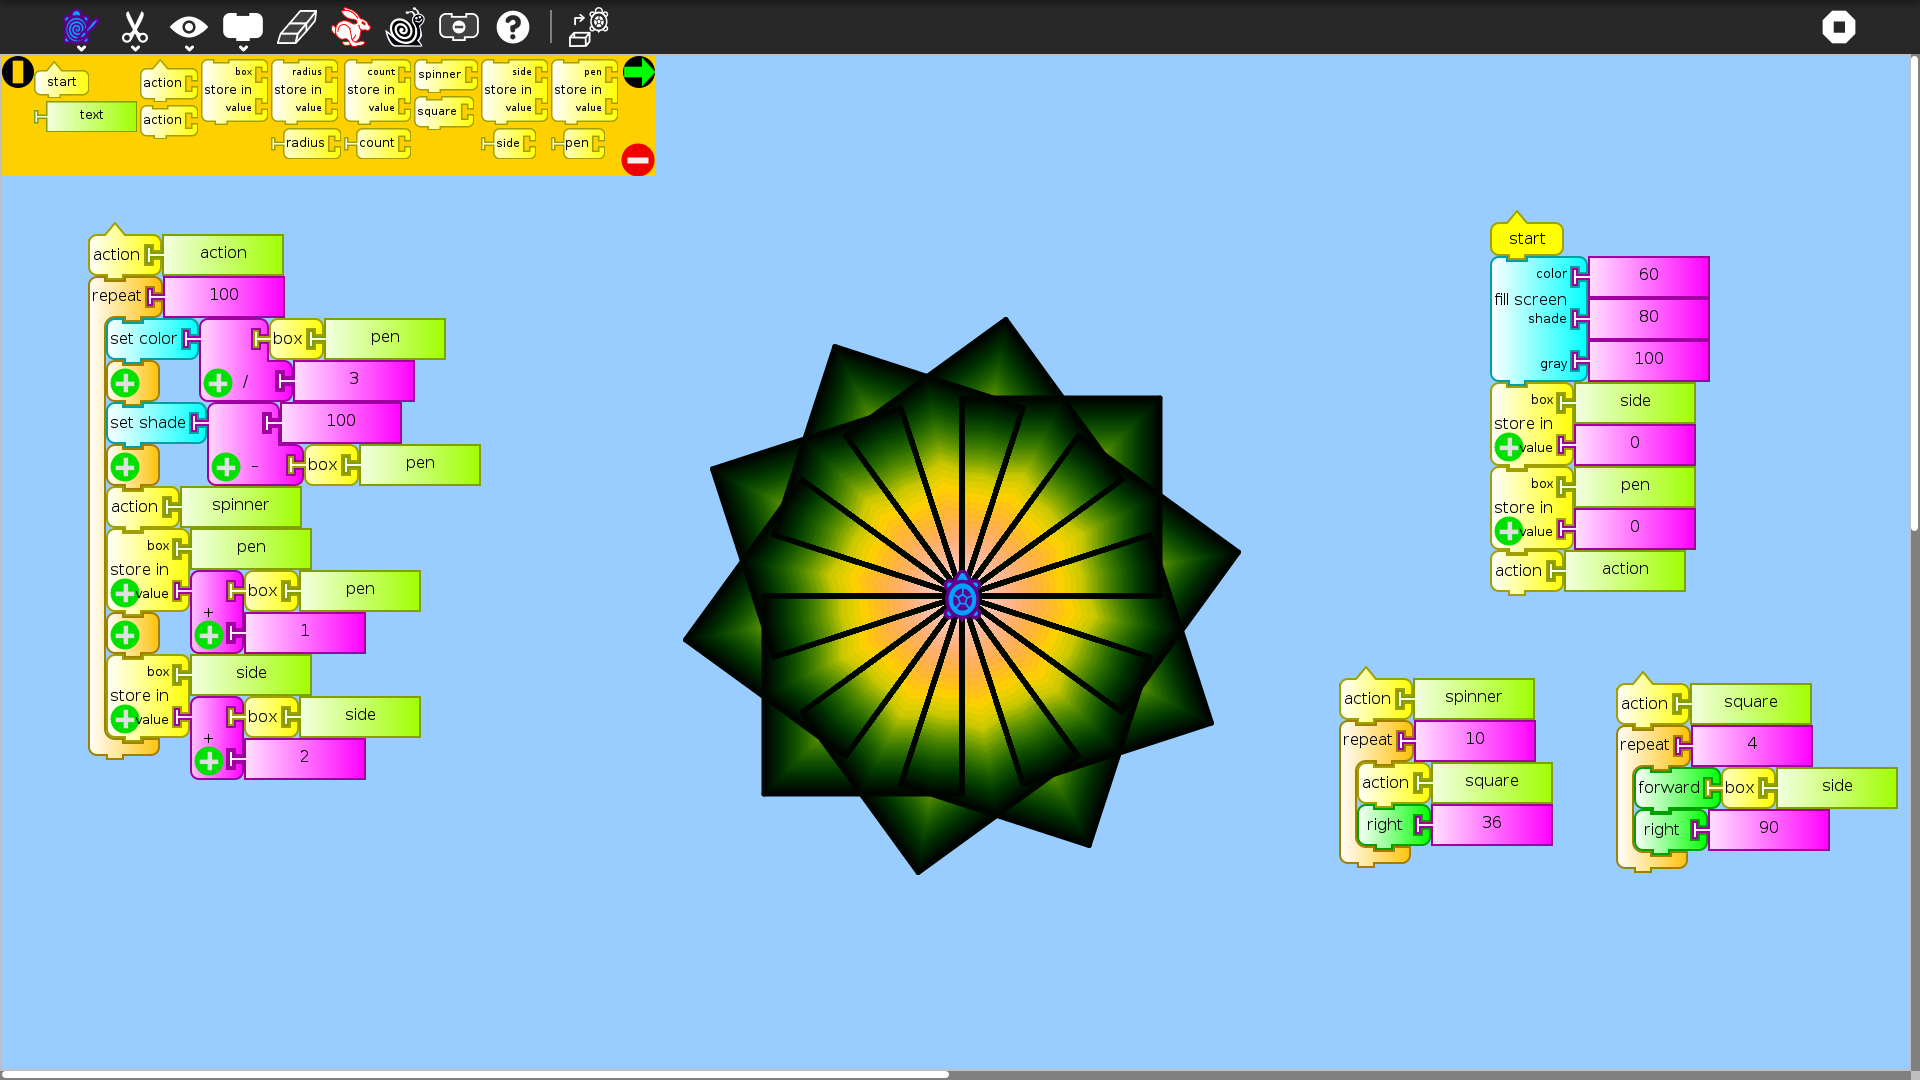 start
text
action
action
box
store in
value
radius
store in
value
radius
count
store in
value
count
spinner
square
side
store in
value
side
pen
store in
value
pen
action action
repeat 100
set color box pen
/ 3
set shade 100
- box pen
action spinner
box pen
store in
value box pen
+
1
box side
store in
value box side
+
2
start
color 60
fill screen
shade 80
gray 100
box side
store in
value 0
box pen
store in
value 0
action action
action spinner
repeat 10
action square
right 36
action square
repeat 4
forward box side
right 90